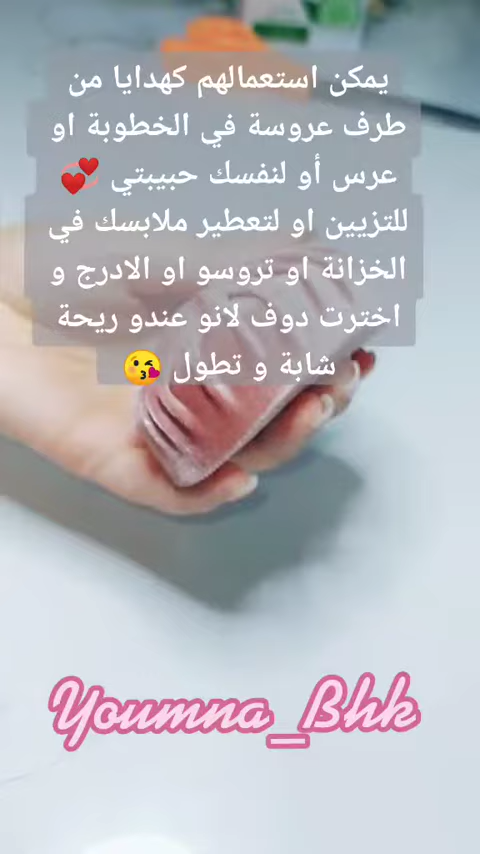 يمكن استعمالهم كهدايا من
طرف عروسة في الخطوبة او
عرس أو لنفسك حبيبتي 💞
للتزيين او لتعطير ملابسك في
الخزانة او تروسو او الادرج و
اخترت دوف لانو عندو ريحة
شابة و تطول 😘
Youmna_Bhk